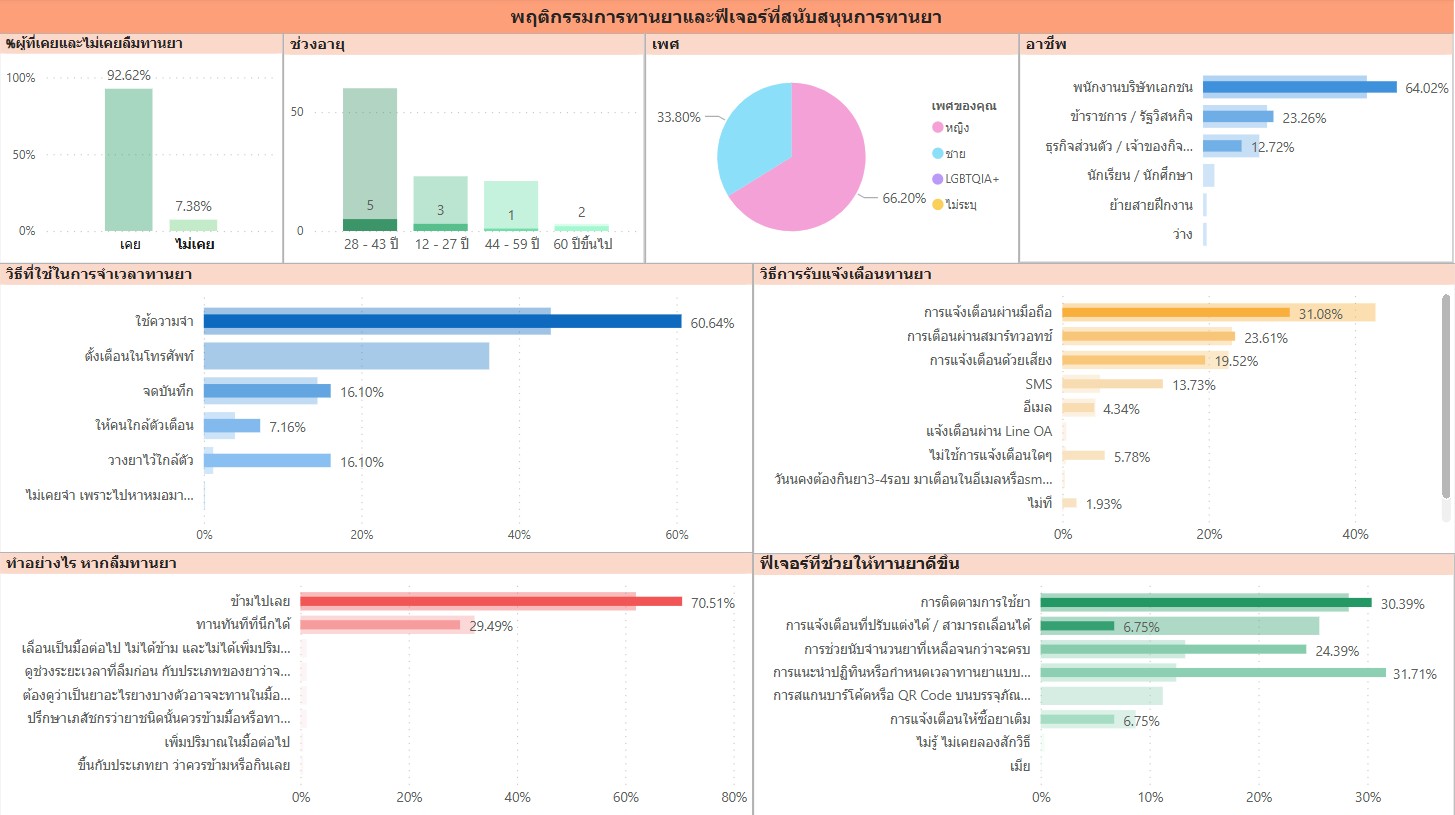 พฤติกรรมการทานยาและฟีเจอร์ที่สนับสนุนการทานยา
%ผู้ที่เคยและไม่เคยลืมทานยา
100%
50%
0%
92.62%
7.38%
เคย
ไม่เคย
ช่วงอายุ
50
0
5
3
1
2
28 - 43 ปี
12 - 27 ปี
44 - 59 ปี
60 ปีขึ้นไป
เพศ
33.80%
66.20%
เพศของคุณ
หญิง
ชาย
LGBTQIA+
ไม่ระบุ
อาชีพ
พนักงานบริษัทเอกชน 64.02%
ข้าราชการ / รัฐวิสหกิจ 23.26%
ธุรกิจส่วนตัว / เจ้าของกิจ... 12.72%
นักเรียน / นักศึกษา
ย้ายสายฝึกงาน
ว่าง
วิธีที่ใช้ในการจำเวลาทานยา
ใช้ความจำ 60.64%
ตั้งเตือนในโทรศัพท์
จดบันทึก 16.10%
ให้คนใกล้ตัวเตือน 7.16%
วางยาไว้ใกล้ตัว 16.10%
ไม่เคยจำ เพราะไปหาหมอมา...
0% 20% 40% 60%
วิธีการรับแจ้งเตือนทานยา
การแจ้งเตือนผ่านมือถือ 31.08%
การเตือนผ่านสมาร์ทวอทช์ 23.61%
การแจ้งเตือนด้วยเสียง 19.52%
SMS 13.73%
อีเมล 4.34%
แจ้งเตือนผ่าน Line OA
ไม่ใช้การแจ้งเตือนใดๆ 5.78%
วันนคงต้องกินยา3-4รอบ มาเตือนในอีเมลหรือsm...
ไม่ที 1.93%
0% 20% 40%
ทำอย่างไร หากลืมทานยา
ข้ามไปเลย 70.51%
ทานทันทีที่นึกได้ 29.49%
เลื่อนเป็นมื้อต่อไป ไม่ได้ข้าม และไม่ได้เพิ่มปริม...
ดูช่วงระยะเวลาที่ลืมก่อน กับประเภทของยาว่าจ...
ต้องดูว่าเป็นยาอะไรยางบางตัวอาจจะทานในมื้อ...
ปรึกษาเภสัชกรว่ายาชนิดนั้นควรข้ามมื้อหรือทา...
เพิ่มปริมาณในมื้อต่อไป
ขึ้นกับประเภทยา ว่าควรข้ามหรือกินเลย
0% 20% 40% 60% 80%
ฟีเจอร์ที่ช่วยให้ทานยาดีขึ้น
การติดตามการใช้ยา 30.39%
การแจ้งเตือนที่ปรับแต่งได้ / สามารถเลื่อนได้ 6.75%
การช่วยนับจำนวนยาที่เหลือจนกว่าจะครบ 24.39%
การแนะนำปฏิทินหรือกำหนดเวลาทานยาแบบ... 31.71%
การสแกนบาร์โค้ดหรือ QR Code บนบรรจุภัณ...
การแจ้งเตือนให้ซื้อยาเติม 6.75%
ไม่รู้ ไม่เคยลองสักวิธี
เมีย
0% 10% 20% 30%